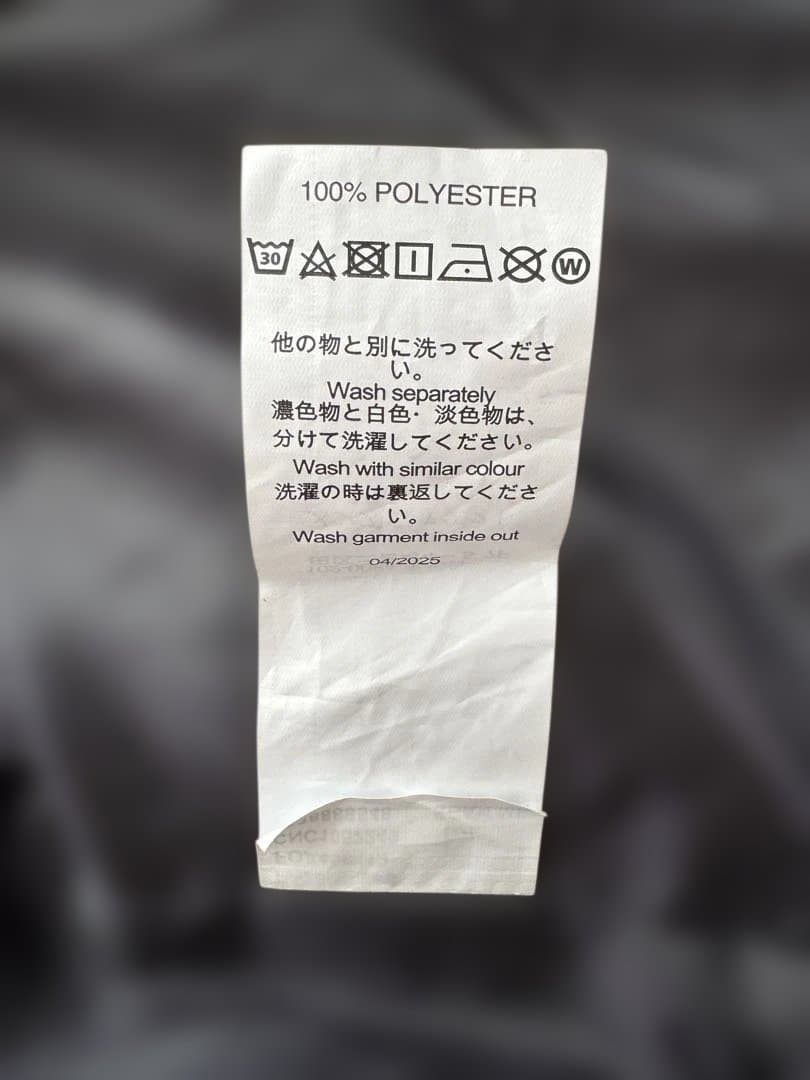 100% POLYESTER
30 W
他の物と別に洗ってくださ
い。
Wash separately
濃色物と白色・淡色物は、
分けて洗濯してください。
Wash with similar colour
洗濯の時は裏返してくださ
い。
Wash garment inside out
04/2025